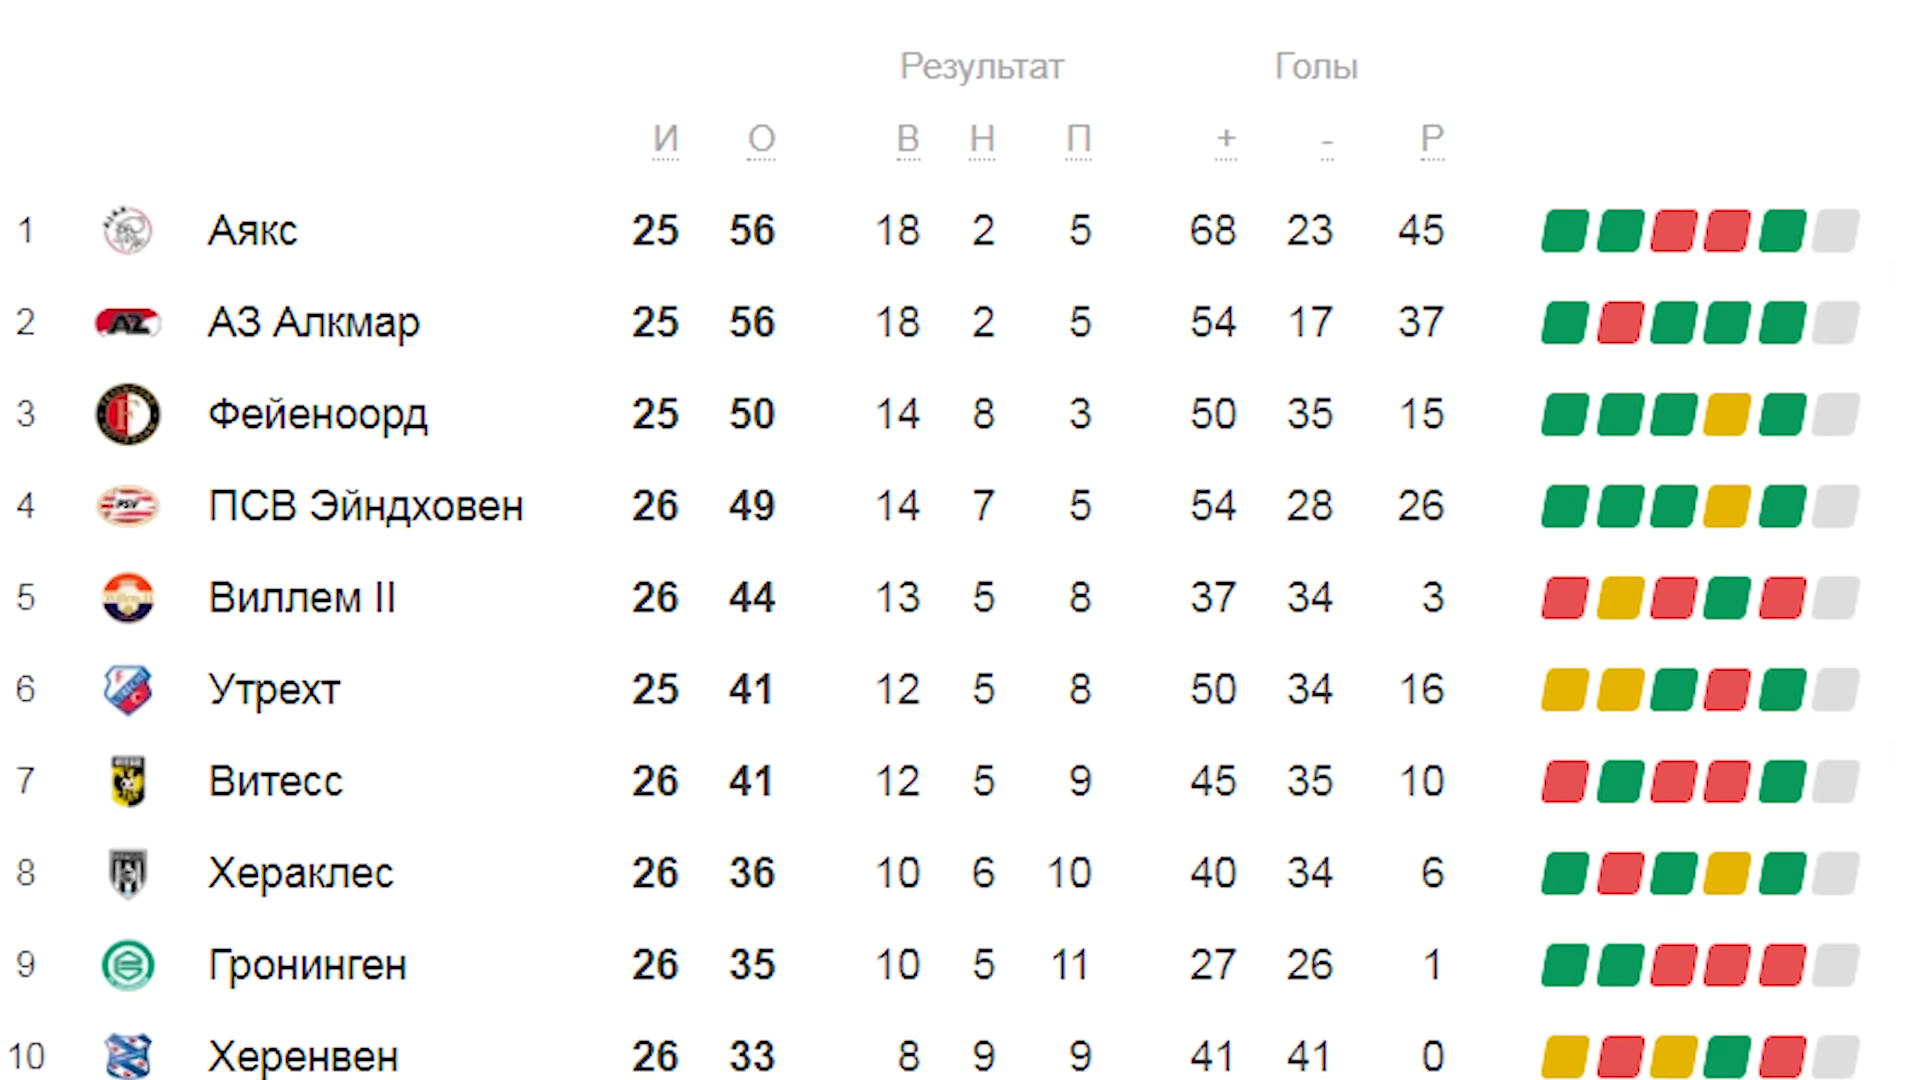 Результат Голы
И О В Н П + - Р
1 Аякс 25 56 18 2 5 68 23 45
2 AZ АЗ Алкмар 25 56 18 2 5 54 17 37
3 F Фейеноорд 25 50 14 8 3 50 35 15
4 PSV ПСВ Эйндховен 26 49 14 7 5 54 28 26
5 Виллем II 26 44 13 5 8 37 34 3
6 Утрехт 25 41 12 5 8 50 34 16
7 Витесс 26 41 12 5 9 45 35 10
8 Хераклес 26 36 10 6 10 40 34 6
9 Гронинген 26 35 10 5 11 27 26 1
10 Херенвен 26 33 8 9 9 41 41 0